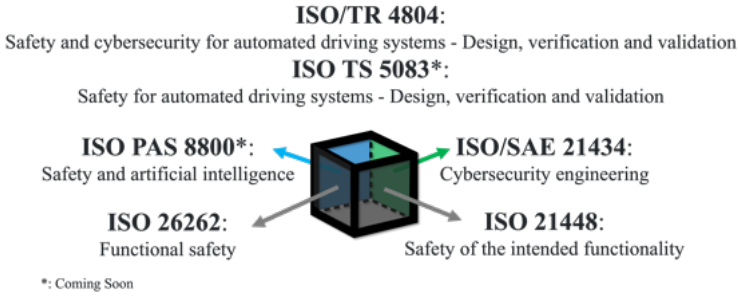 ISO/TR 4804:
Safety and cybersecurity for automated driving systems - Design, verification and validation
ISO TS 5083*:
Safety for automated driving systems - Design, verification and validation
ISO PAS 8800*:
Safety and artificial intelligence
ISO/SAE 21434:
Cybersecurity engineering
ISO 26262:
Functional safety
ISO 21448:
Safety of the intended functionality
*: Coming Soon